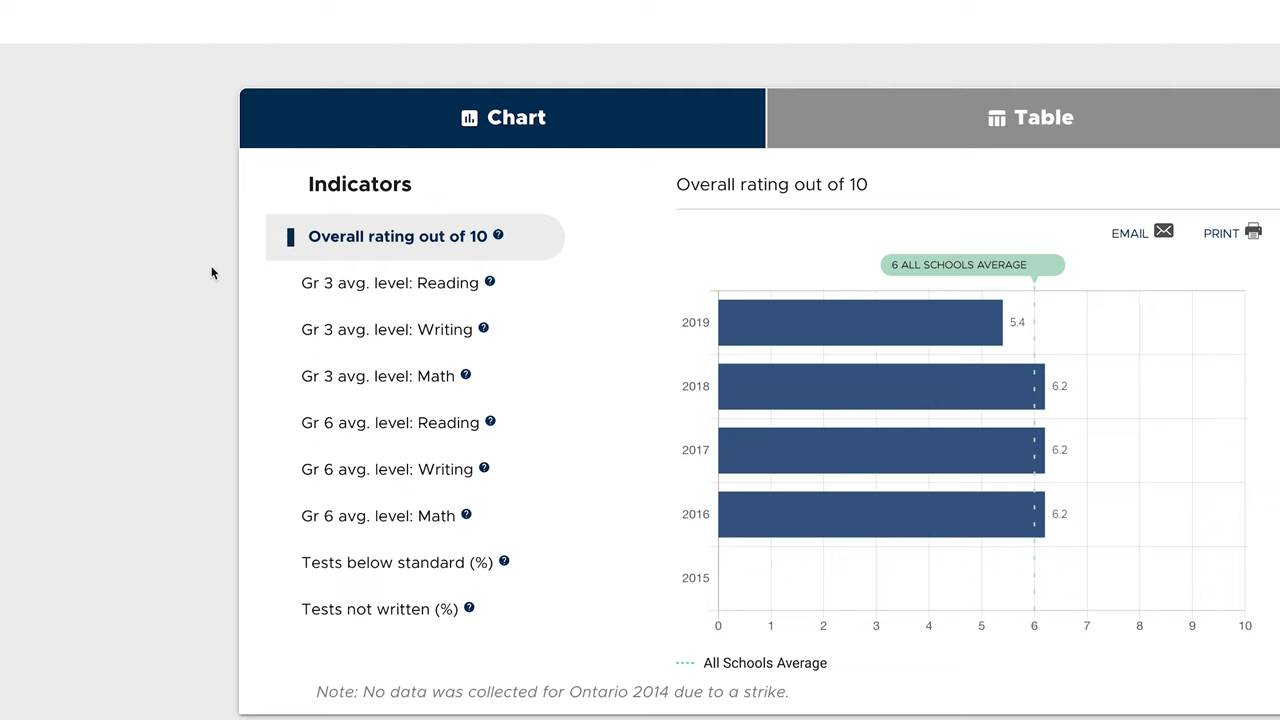 Chart
Table
Indicators
Overall rating out of 10
Gr 3 avg. level: Reading
Gr 3 avg. level: Writing
Gr 3 avg. level: Math
Gr 6 avg. level: Reading
Gr 6 avg. level: Writing
Gr 6 avg. level: Math
Tests below standard (%)
Tests not written (%)
Overall rating out of 10
EMAIL PRINT
6 ALL SCHOOLS AVERAGE
2019 5.4
2018 6.2
2017 6.2
2016 6.2
2015
0 1 2 3 4 5 6 7 8 9 10
All Schools Average
Note: No data was collected for Ontario 2014 due to a strike.